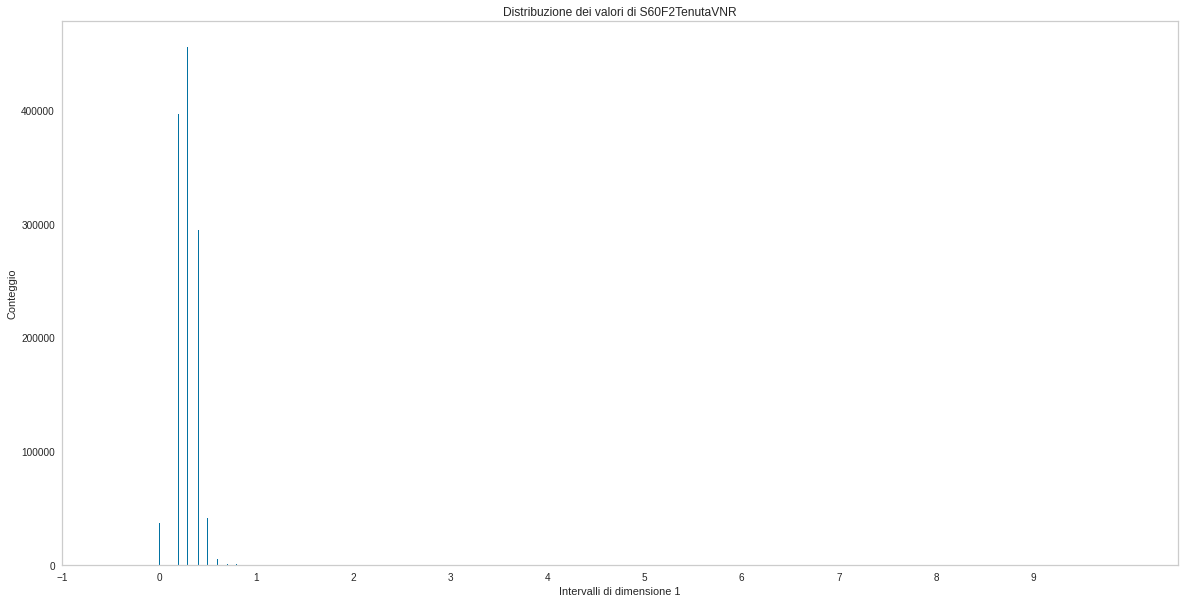 Distribuzione dei valori di S60F2TenutaVNR
400000
300000
200000
100000
0
Conteggio
−1 0 1 2 3 4 5 6 7 8 9
Intervalli di dimensione 1